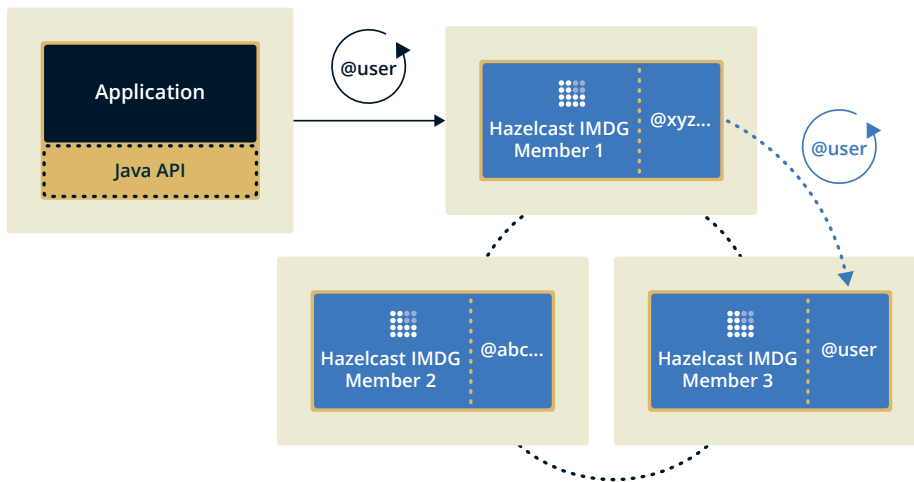 Application
Java API
@user
Hazelcast IMDG
Member 1
@xyz...
@user
Hazelcast IMDG
Member 2
@abc...
Hazelcast IMDG
Member 3
@user